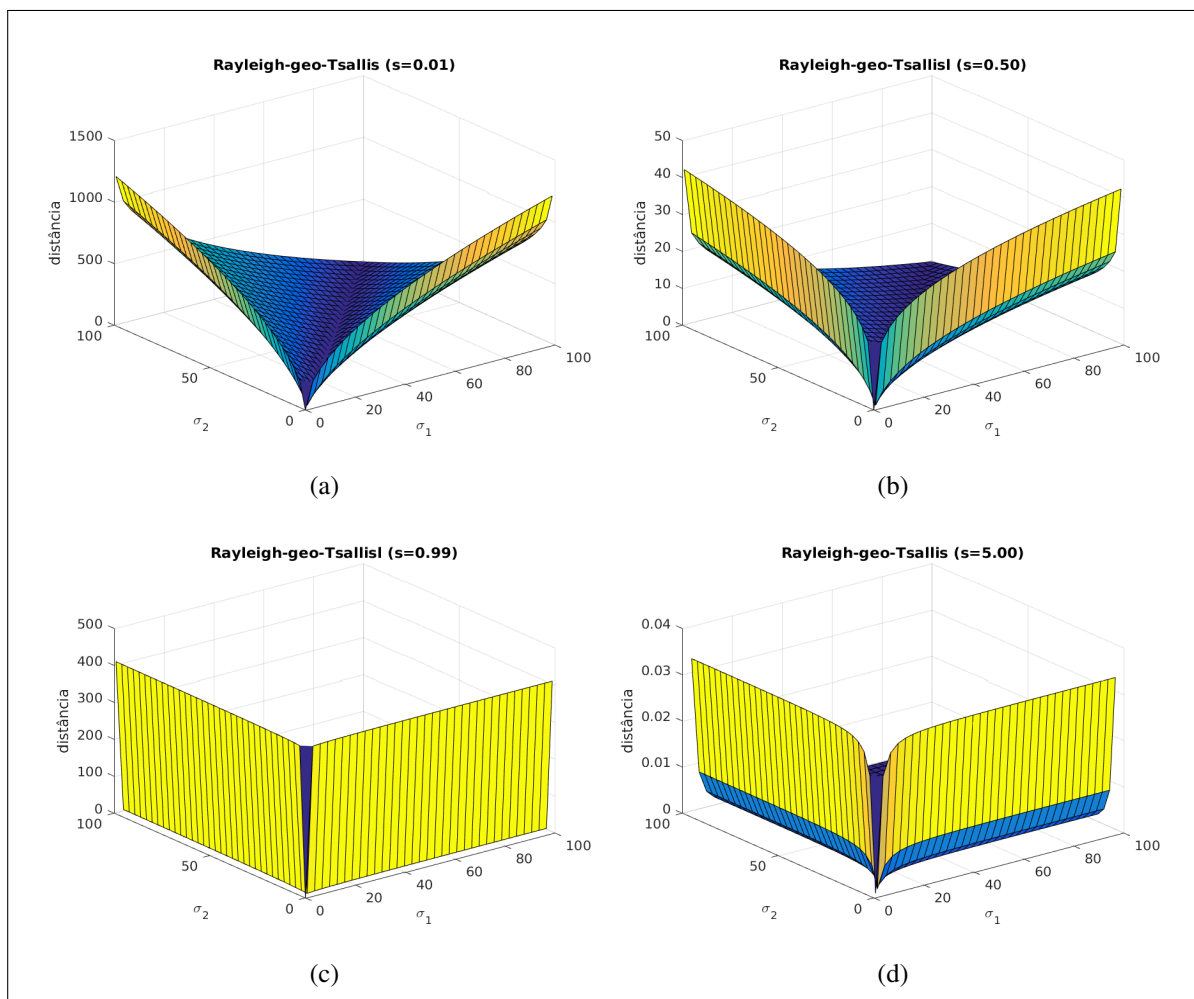 Rayleigh-geo-Tsallis (s=0.01)
1500
1000
500
0
distância
100
50
0
σ2
0
20
40
60
80
100
σ1
(a)
Rayleigh-geo-Tsallisl (s=0.50)
50
40
30
20
10
0
distância
100
50
0
σ2
0
20
40
60
80
100
σ1
(b)
Rayleigh-geo-Tsallisl (s=0.99)
500
400
300
200
100
0
distância
100
50
0
σ2
0
20
40
60
80
100
σ1
(c)
Rayleigh-geo-Tsallis (s=5.00)
0.04
0.03
0.02
0.01
0
distância
100
50
0
σ2
0
20
40
60
80
100
σ1
(d)